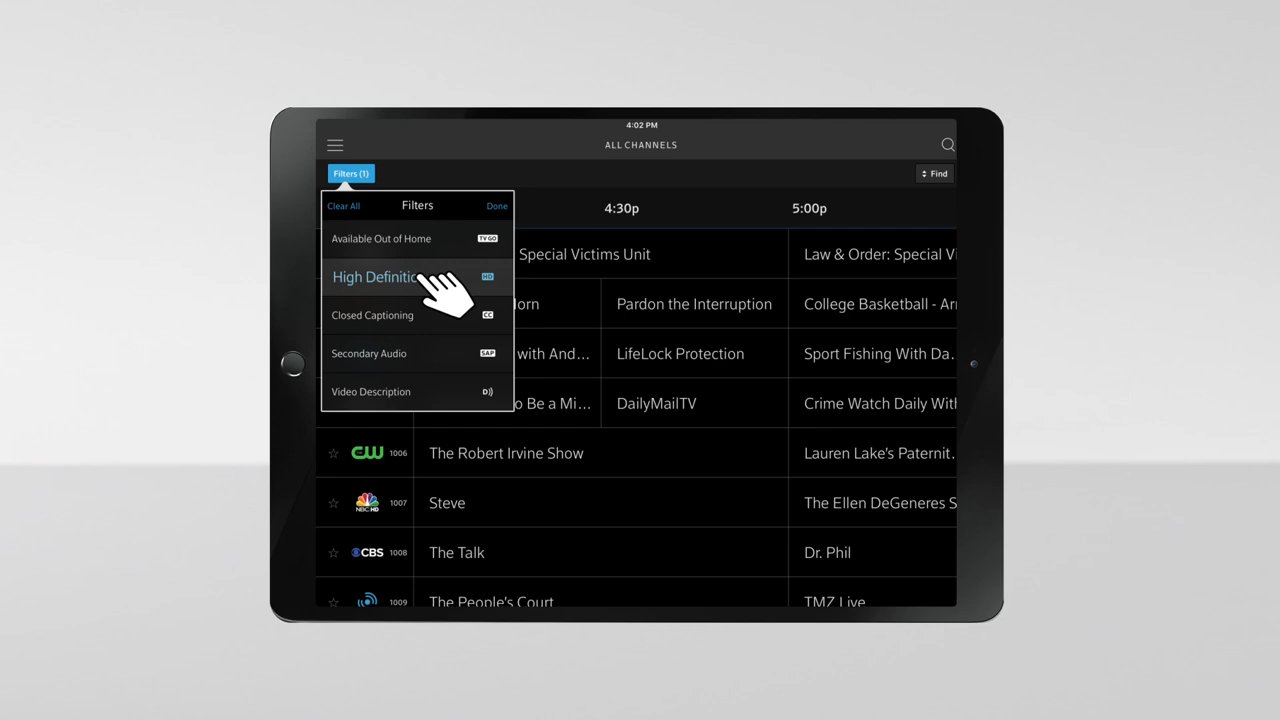 4:02 PM
ALL CHANNELS
Filters (1)
Find
Clear All
Filters
Done
4:30p
5:00p
Available Out of Home
TV GO
High Definitio
HD
Closed Captioning
CC
Secondary Audio
SAP
Video Description
D))
Special Victims Unit
Law & Order: Special Vi
Pardon the Interruption
College Basketball - Ar
with And...
LifeLock Protection
Sport Fishing With Da.
o Be a Mi...
DailyMailTV
Crime Watch Daily With
CW
1006
The Robert Irvine Show
Lauren Lake's Paternit.
NBC HD
1007
Steve
The Ellen DeGeneres S
CBS
1008
The Talk
Dr. Phil
1009
The People's Court
TMZ Live